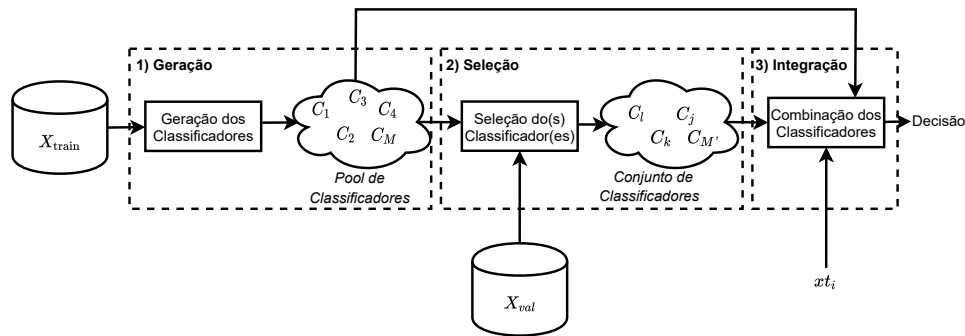 1) Geração
2) Seleção
3) Integração
X_train
Geração dos
Classificadores
C_1
C_3
C_4
C_2
C_M
Pool de
Classificadores
Seleção do(s)
Classificador(es)
C_l
C_j
C_k
C_M'
Conjunto de
Classificadores
Combinação dos
Classificadores
Decisão
X_val
xt_i